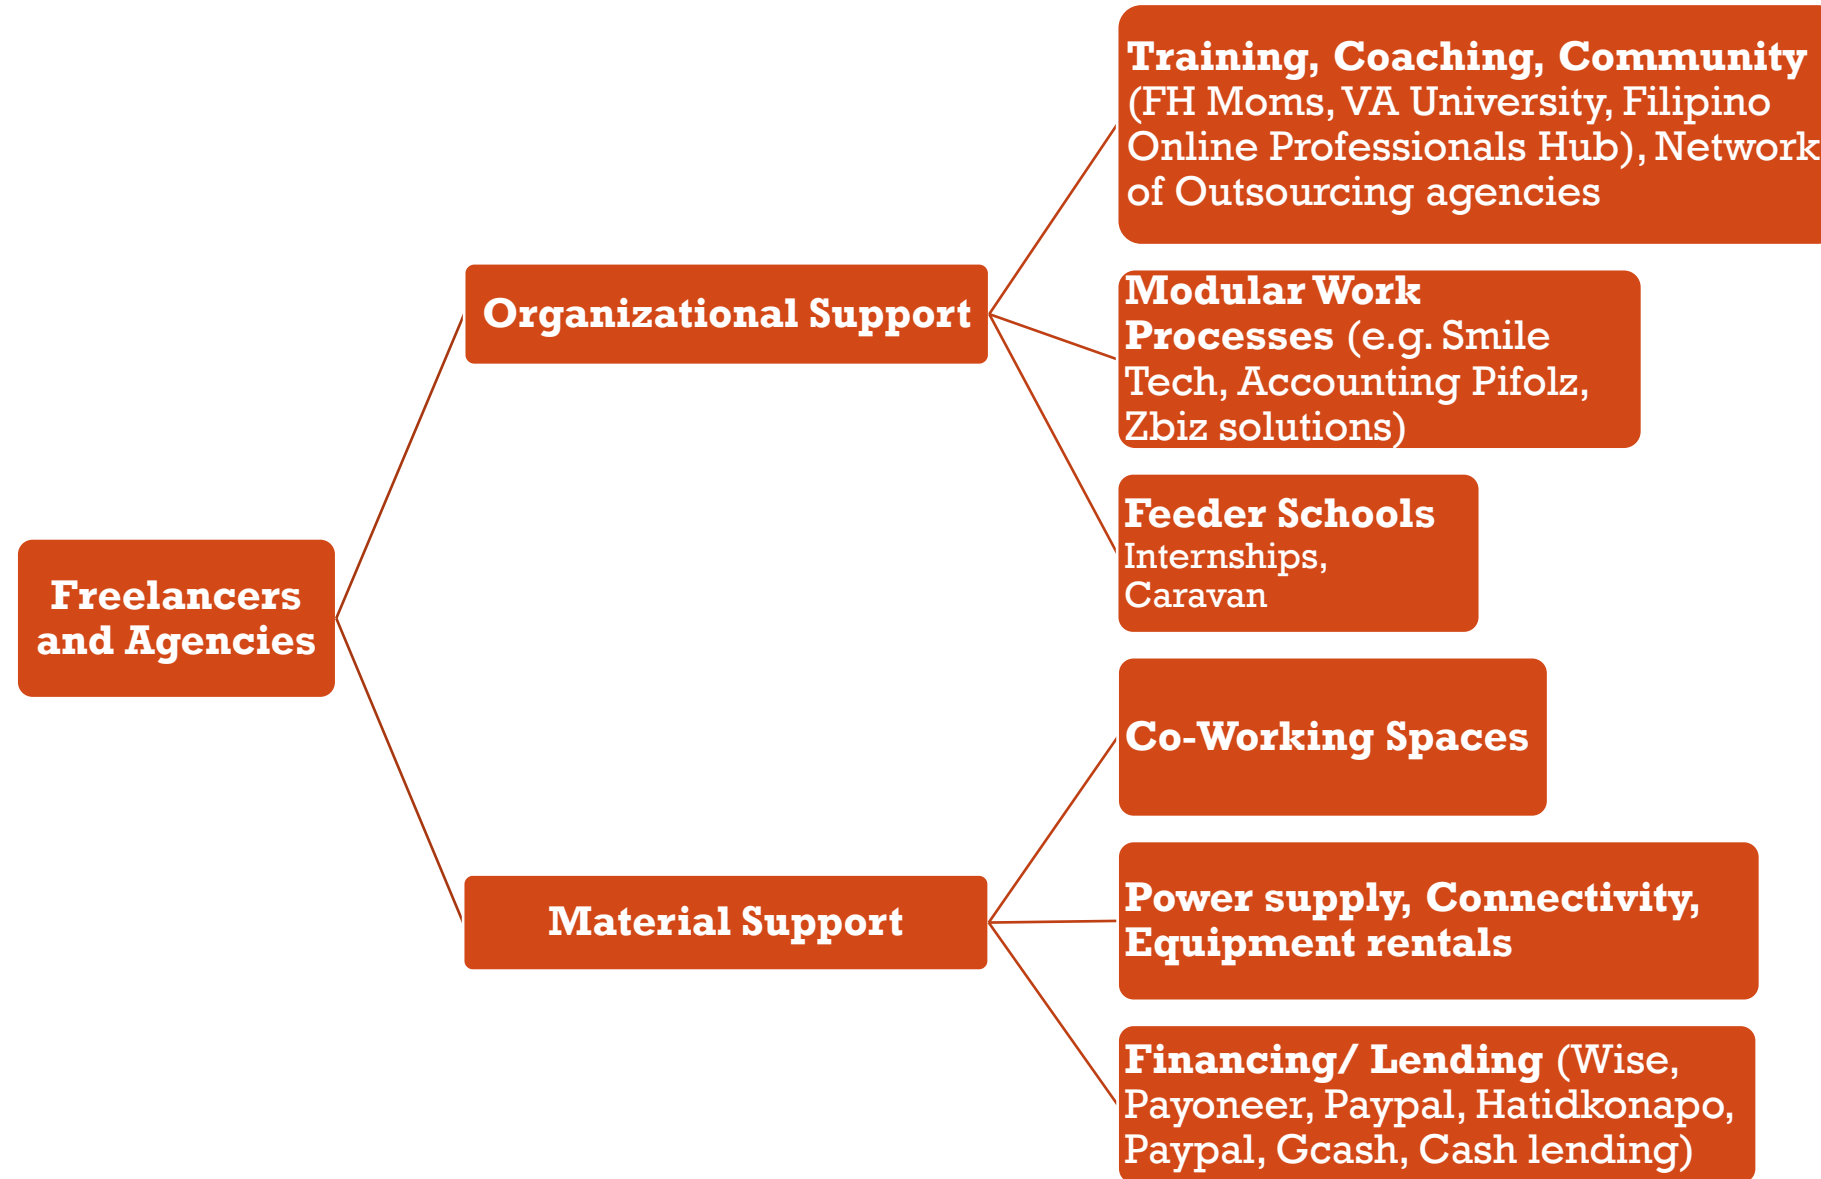 Training, Coaching, Community
(FH Moms, VA University, Filipino
Online Professionals Hub), Network
of Outsourcing agencies
Organizational Support
Modular Work
Processes (e.g. Smile
Tech, Accounting Pifolz,
Zbiz solutions)
Feeder Schools
Internships,
Caravan
Freelancers
and Agencies
Co-Working Spaces
Material Support
Power supply, Connectivity,
Equipment rentals
Financing/ Lending (Wise,
Payoneer, Paypal, Hatidkonapo,
Paypal, Gcash, Cash lending)